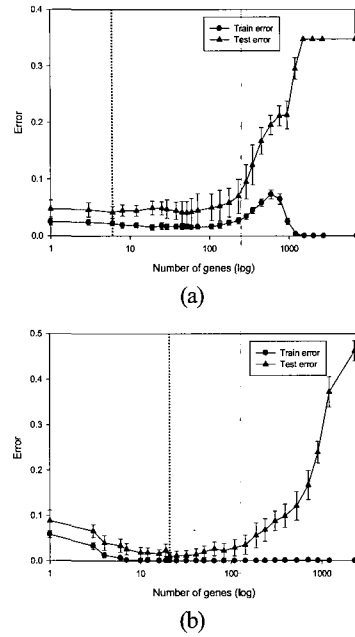 0.4
0.3
0.2
0.1
0.0
Error
Train error
Test error
1
10
100
1000
Number of genes (log)
(a)
0.5
0.4
0.3
0.2
0.1
0.0
Error
Train error
Test error
1
10
100
1000
Number of genes (log)
(b)